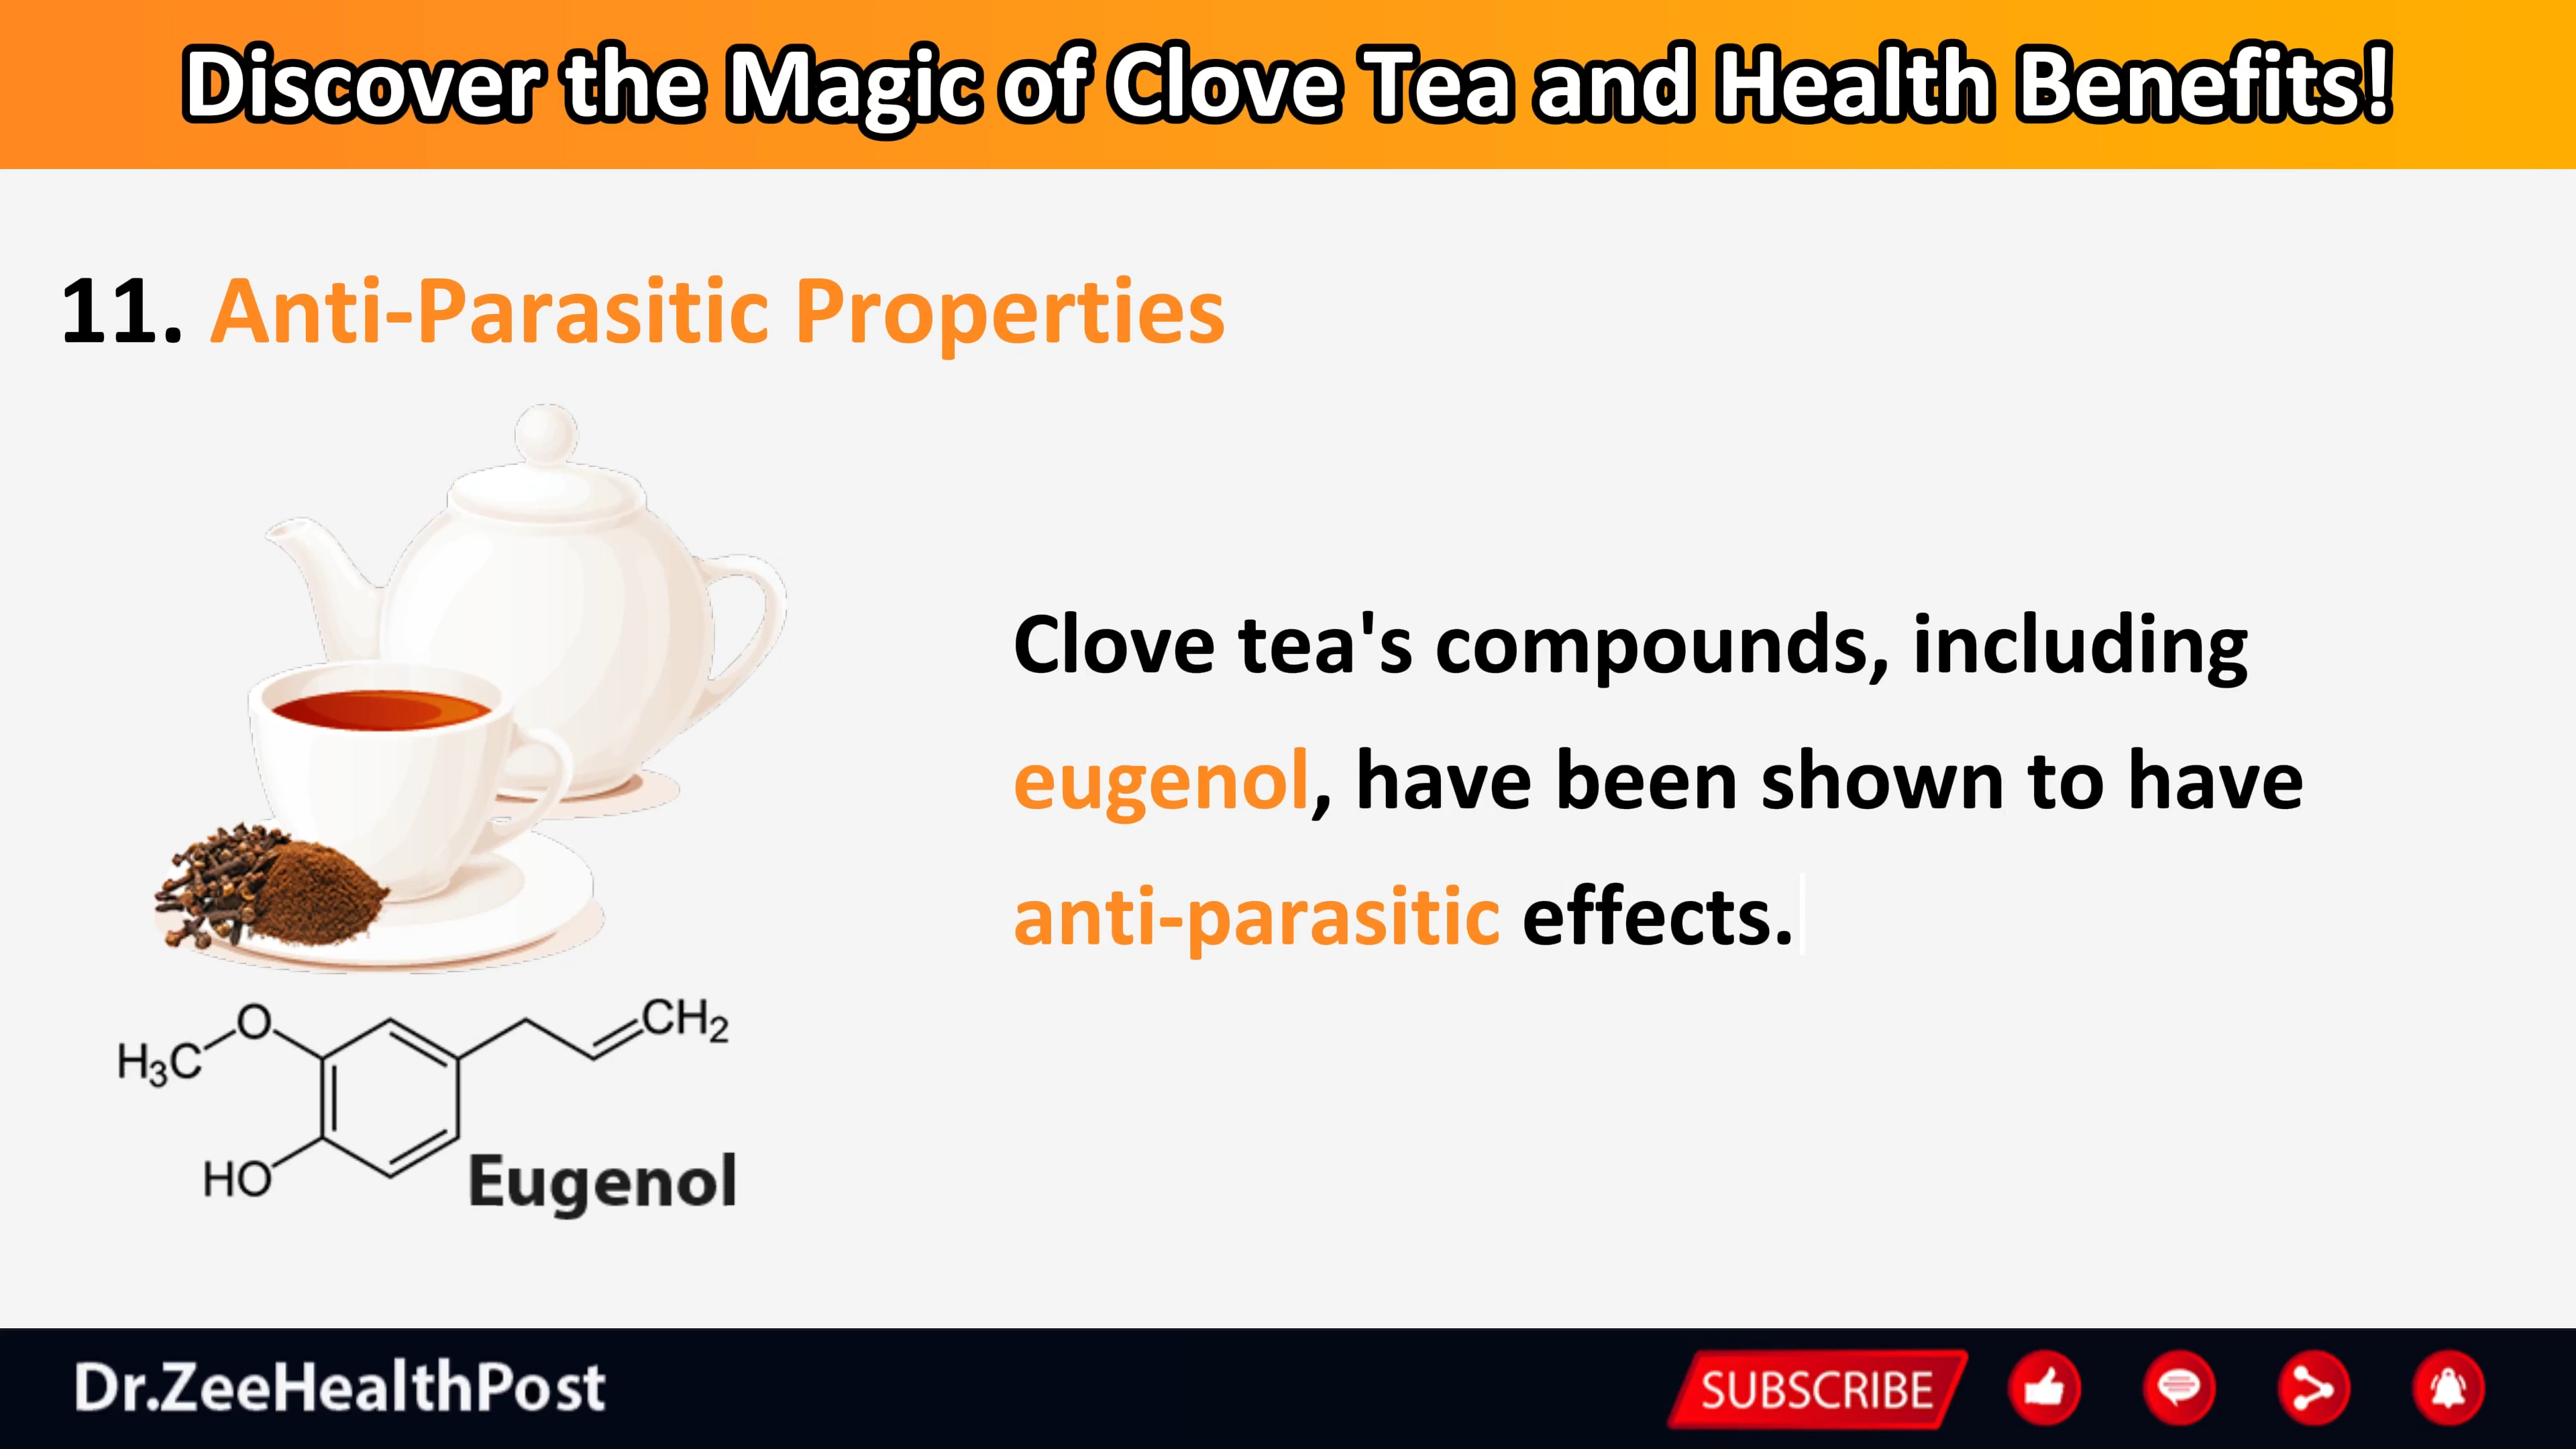 Discover the Magic of Clove Tea and Health Benefits!
11. Anti-Parasitic Properties
Clove tea's compounds, including
eugenol, have been shown to have
anti-parasitic effects.
H₃C
O
CH₂
HO
Eugenol
Dr.ZeeHealthPost
SUBSCRIBE